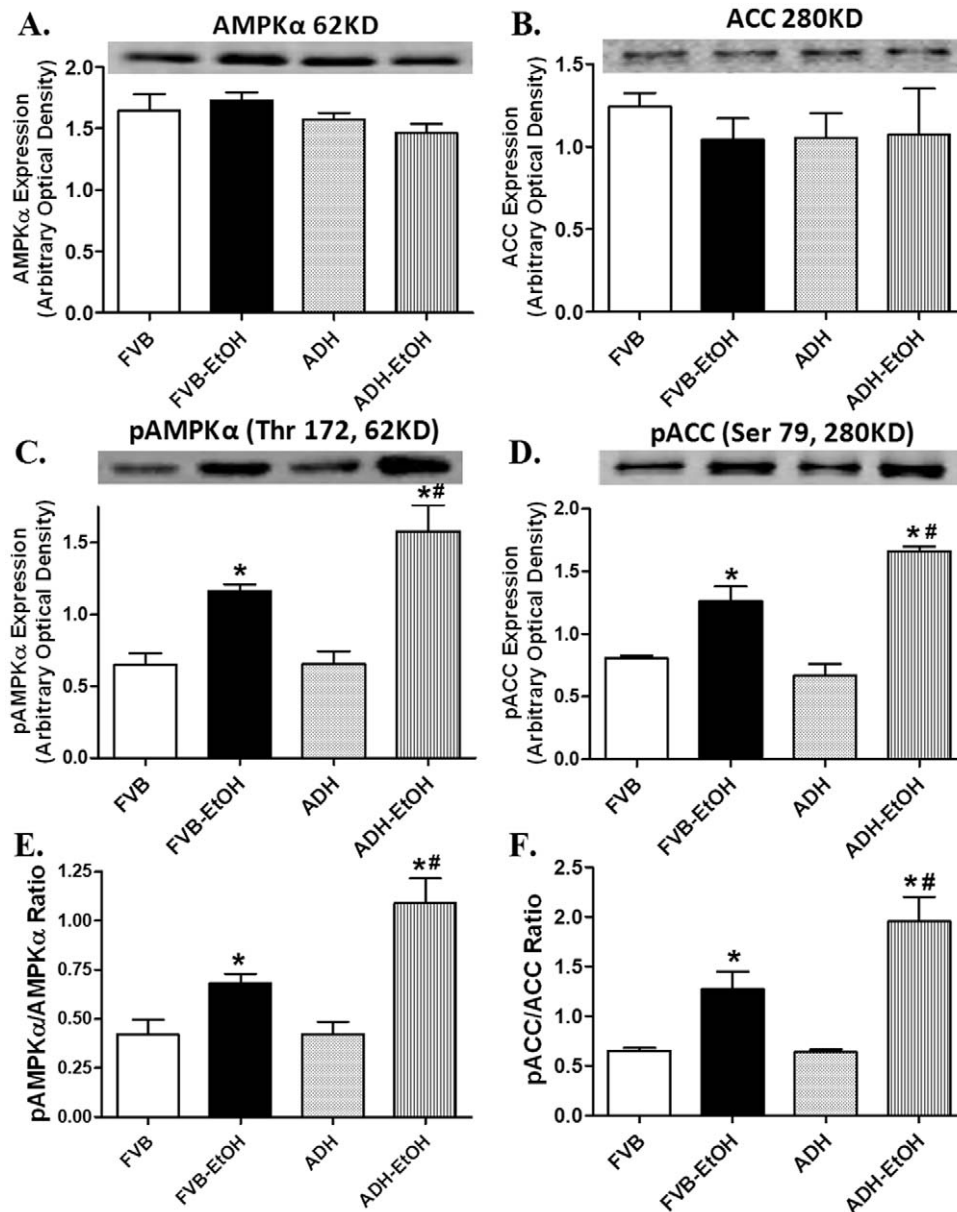 A.
AMPKα 62KD
AMPKα Expression
(Arbitrary Optical Density)
2.0
1.5
1.0
0.5
0.0
FVB
FVB-EtOH
ADH
ADH-EtOH
B.
ACC 280KD
ACC Expression
(Arbitrary Optical Density)
1.5
1.0
0.5
0.0
FVB
FVB-EtOH
ADH
ADH-EtOH
C.
pAMPKα (Thr 172, 62KD)
pAMPKα Expression
(Arbitrary Optical Density)
1.5
1.0
0.5
0.0
*
*#
FVB
FVB-EtOH
ADH
ADH-EtOH
D.
pACC (Ser 79, 280KD)
pACC Expression
(Arbitrary Optical Density)
2.0
1.5
1.0
0.5
0.0
*
*#
FVB
FVB-EtOH
ADH
ADH-EtOH
E.
pAMPKα/AMPKα Ratio
1.25
1.00
0.75
0.50
0.25
0.00
*
*#
FVB
FVB-EtOH
ADH
ADH-EtOH
F.
pACC/ACC Ratio
2.5
2.0
1.5
1.0
0.5
0.0
*
*#
FVB
FVB-EtOH
ADH
ADH-EtOH